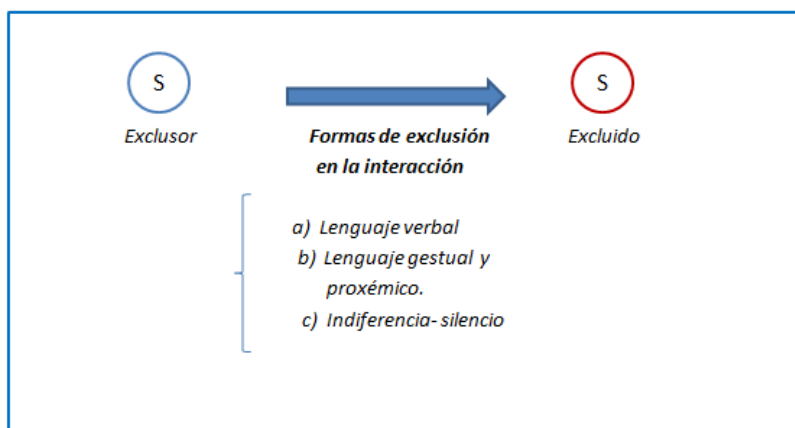 S
S
Exclusor
Formas de exclusión
Excluido
en la interacción
a) Lenguaje verbal
b) Lenguaje gestual y
proxémico.
c) Indiferencia- silencio